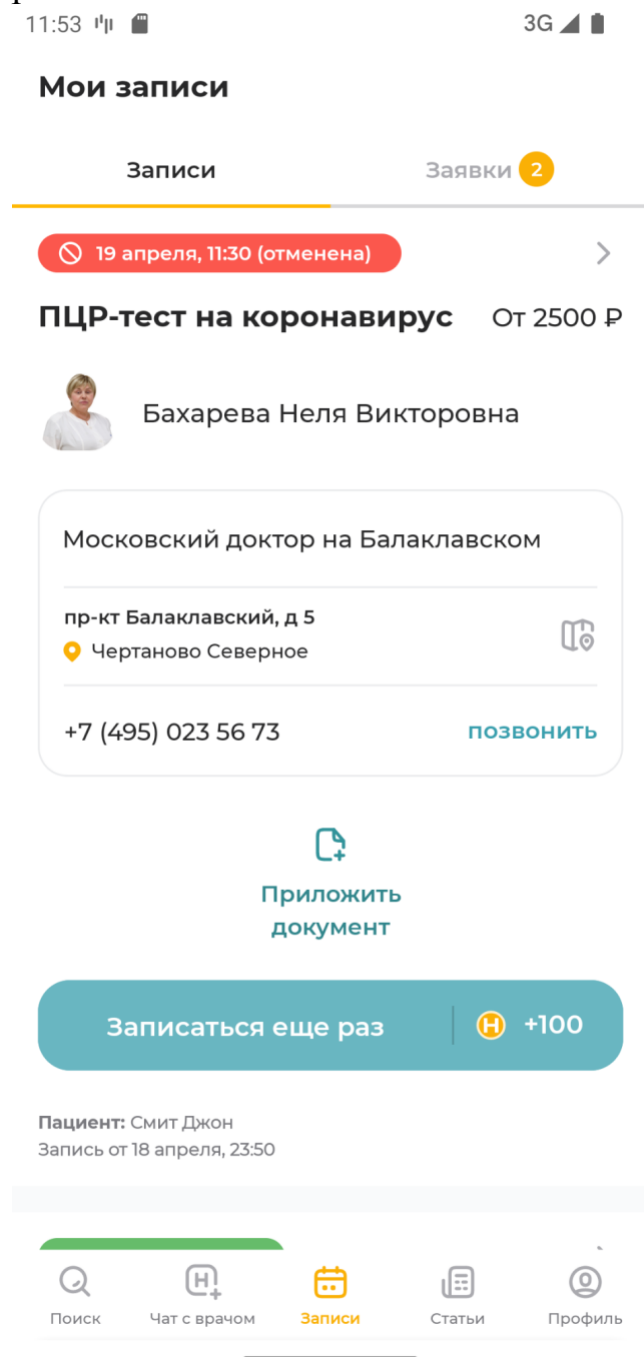 11:53
3G
Мои записи
Записи
Заявки 2
19 апреля, 11:30 (отменена)
ПЦР-тест на коронавирус От 2500 ₽
Бахарева Неля Викторовна
Московский доктор на Балаклавском
пр-кт Балаклавский, д 5
Чертаново Северное
+7 (495) 023 56 73 ПОЗВОНИТЬ
Приложить
документ
Записаться еще раз H +100
Пациент: Смит Джон
Запись от 18 апреля, 23:50
Поиск
Чат с врачом
Записи
Статьи
Профиль